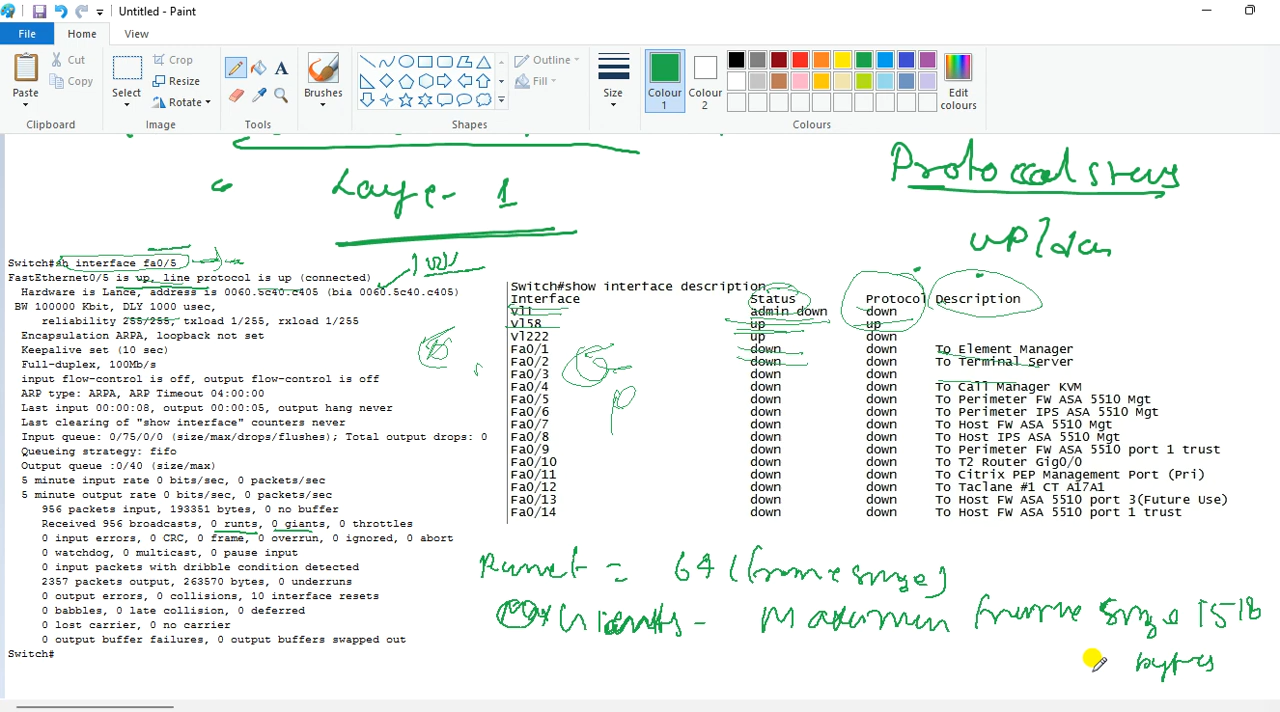 Untitled - Paint
File Home View
Paste Cut Copy Clipboard
Select Crop Resize Rotate Image
Tools
Brushes
Shapes Outline Fill
Size
Colour 1 Colour 2 Edit colours Colours
Layer 1
Protocol
up/
Switch#sh interface fa0/5
FastEthernet0/5 is up, line protocol is up (connected)
Hardware is Lance, address is 0060.5c40.c405 (bia 0060.5c40.c405)
BW 100000 Kbit, DLY 1000 usec,
reliability 255/255, txload 1/255, rxload 1/255
Encapsulation ARPA, loopback not set
Keepalive set (10 sec)
Full-duplex, 100Mb/s
input flow-control is off, output flow-control is off
ARP type: ARPA, ARP Timeout 04:00:00
Last input 00:00:08, output 00:00:05, output hang never
Last clearing of "show interface" counters never
Input queue: 0/75/0/0 (size/max/drops/flushes); Total output drops: 0
Queueing strategy: fifo
Output queue :0/40 (size/max)
5 minute input rate 0 bits/sec, 0 packets/sec
5 minute output rate 0 bits/sec, 0 packets/sec
956 packets input, 193351 bytes, 0 no buffer
Received 956 broadcasts, 0 runts, 0 giants, 0 throttles
0 input errors, 0 CRC, 0 frame, 0 overrun, 0 ignored, 0 abort
0 watchdog, 0 multicast, 0 pause input
0 input packets with dribble condition detected
2357 packets output, 263570 bytes, 0 underruns
0 output errors, 0 collisions, 10 interface resets
0 babbles, 0 late collision, 0 deferred
0 lost carrier, 0 no carrier
0 output buffer failures, 0 output buffers swapped out
Switch#
Switch#show interface description
Interface Status Protocol Description
Vl1 admin down down
Vl58 up up
Vl222 up down
Fa0/1 down down To Element Manager
Fa0/2 down down To Terminal Server
Fa0/3 down down
Fa0/4 down down To Call Manager KVM
Fa0/5 down down To Perimeter FW ASA 5510 Mgt
Fa0/6 down down To Perimeter IPS ASA 5510 Mgt
Fa0/7 down down To Host FW ASA 5510 Mgt
Fa0/8 down down To Host IPS ASA 5510 Mgt
Fa0/9 down down To Perimeter FW ASA 5510 port 1 trust
Fa0/10 down down To T2 Router Gig0/0
Fa0/11 down down To Citrix PEP Management Port (Pri)
Fa0/12 down down To Taclane #1 CT A17A1
Fa0/13 down down To Host FW ASA 5510 port 3(Future Use)
Fa0/14 down down To Host FW ASA 5510 port 1 trust
= 64 (frame size)
- Maximum frame size 1518
bytes